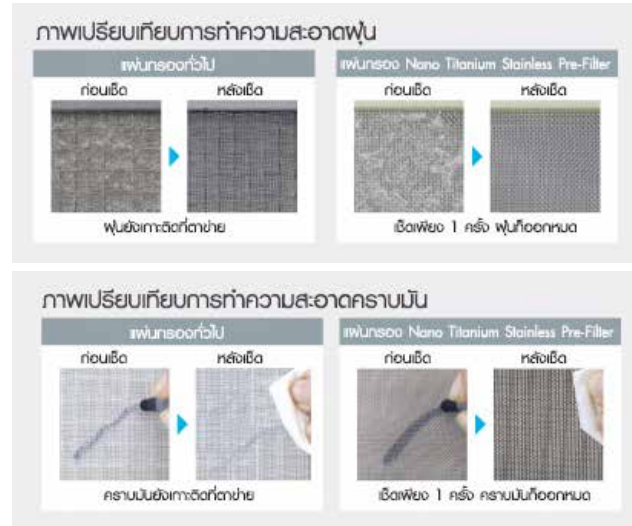 ภาพเปรียบเทียบการทำความสะอาดฝุ่น
แผ่นกรองทั่วไป
ก่อนเช็ด
หลังเช็ด
ฝุ่นยังเกาะติดที่ตาข่าย
แผ่นกรอง Nano Titanium Stainless Pre-Filter
ก่อนเช็ด
หลังเช็ด
เช็ดเพียง 1 ครั้ง ฝุ่นก็ออกหมด
ภาพเปรียบเทียบการทำความสะอาดคราบมัน
แผ่นกรองทั่วไป
ก่อนเช็ด
หลังเช็ด
คราบมันยังเกาะติดที่ตาข่าย
แผ่นกรอง Nano Titanium Stainless Pre-Filter
ก่อนเช็ด
หลังเช็ด
เช็ดเพียง 1 ครั้ง คราบมันก็ออกหมด